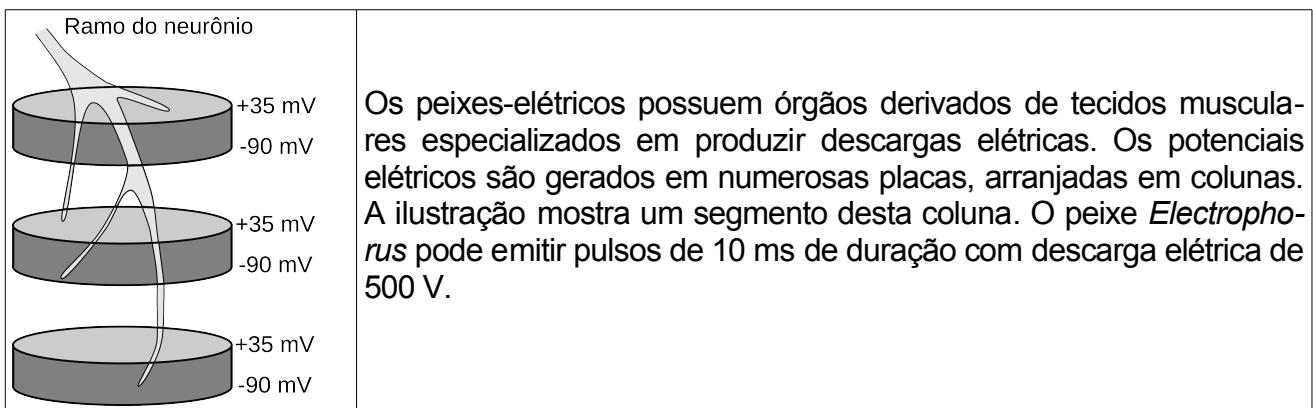 Ramo do neurônio
+35 mV
-90 mV
+35 mV
-90 mV
+35 mV
-90 mV
Os peixes-elétricos possuem órgãos derivados de tecidos muscula-
res especializados em produzir descargas elétricas. Os potenciais
elétricos são gerados em numerosas placas, arranjadas em colunas.
A ilustração mostra um segmento desta coluna. O peixe Electropho-
rus pode emitir pulsos de 10 ms de duração com descarga elétrica de
500 V.